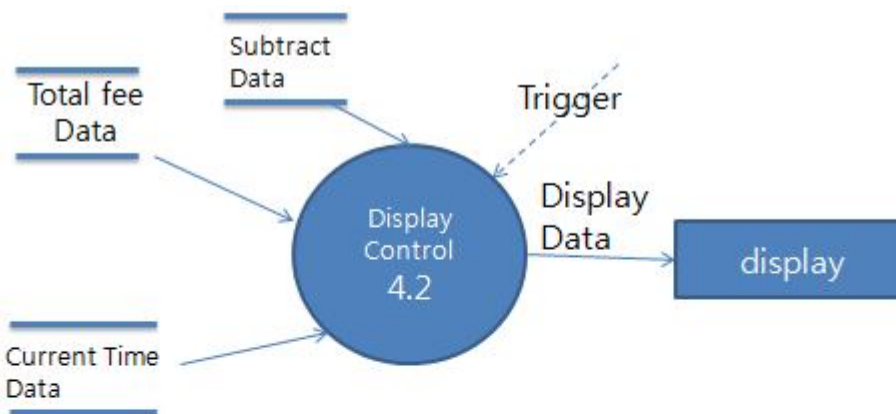 Subtract
Data
Total fee
Data
Trigger
Display
Control
4.2
Display
Data
display
Current Time
Data